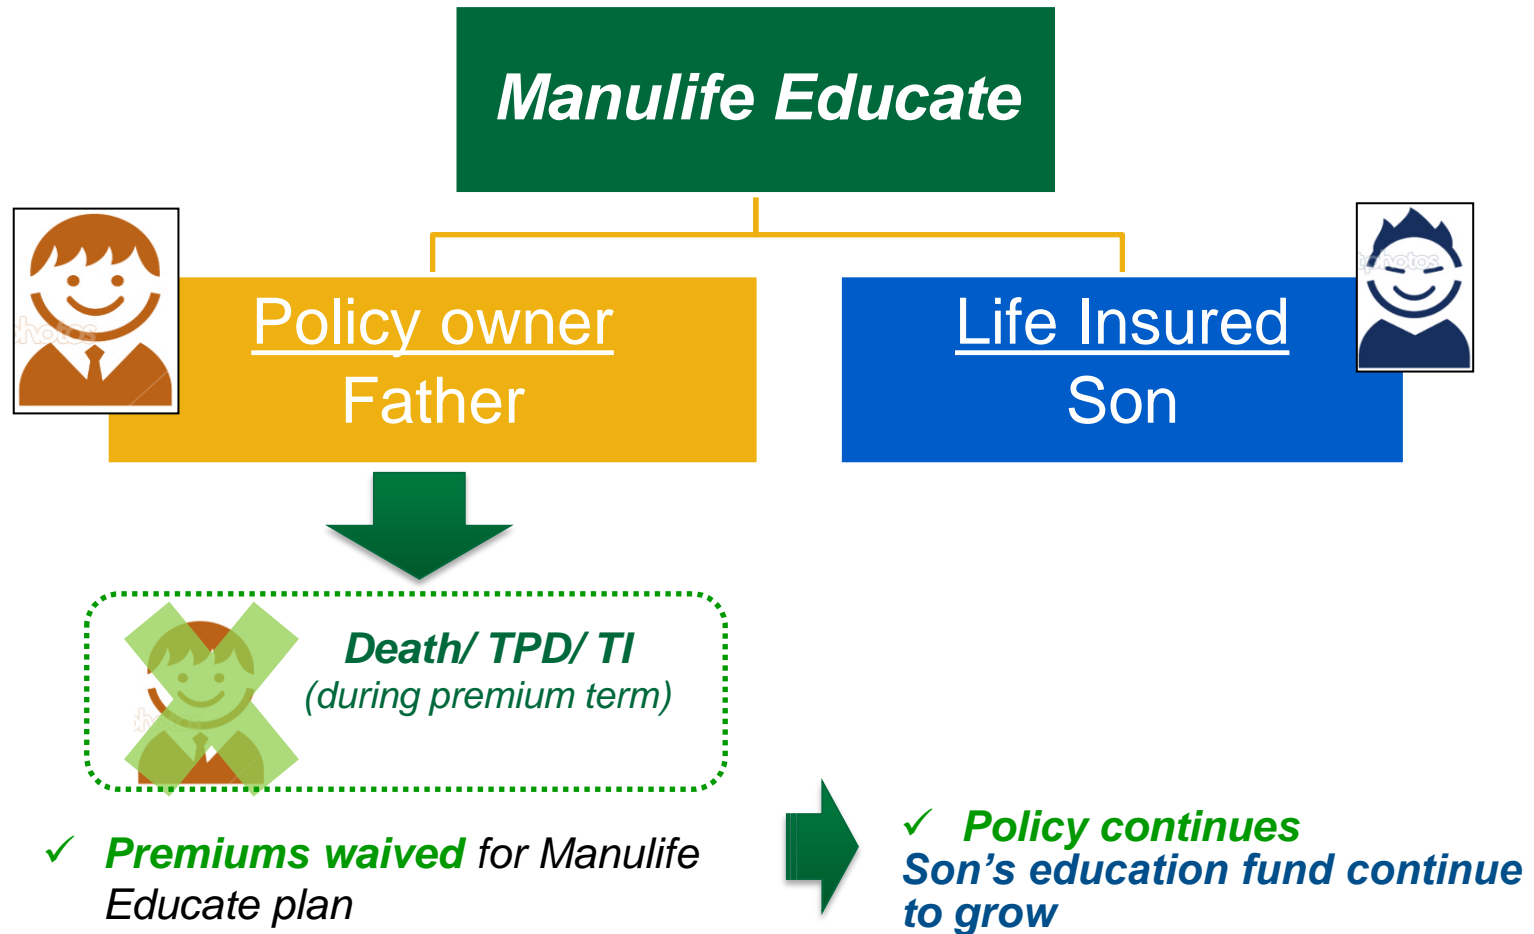 Manulife Educate
Policy owner
Father
Life Insured
Son
Death/ TPD/ TI
(during premium term)
✓ Premiums waived for Manulife
Educate plan
✓ Policy continues
Son’s education fund continue
to grow